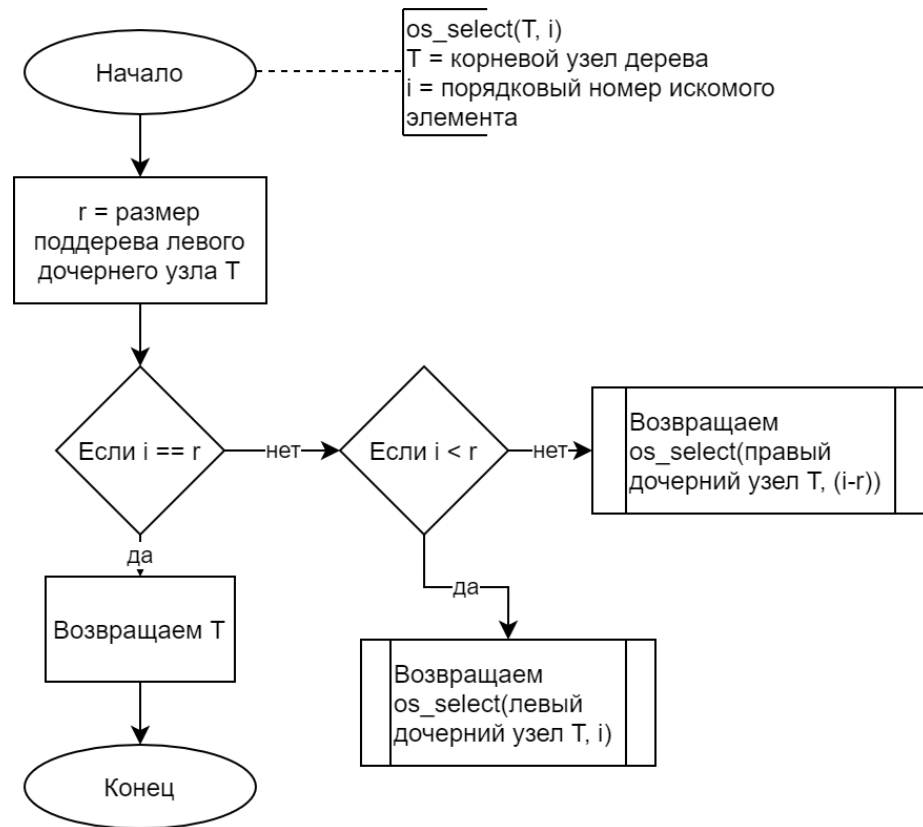 Начало
os_select(T, i)
T = корневой узел дерева
i = порядковый номер искомого
элемента
r = размер
поддерева левого
дочернего узла T
Если i == r
нет
Если i < r
нет
Возвращаем
os_select(правый
дочерний узел T, (i-r))
да
Возвращаем T
да
Возвращаем
os_select(левый
дочерний узел T, i)
Конец